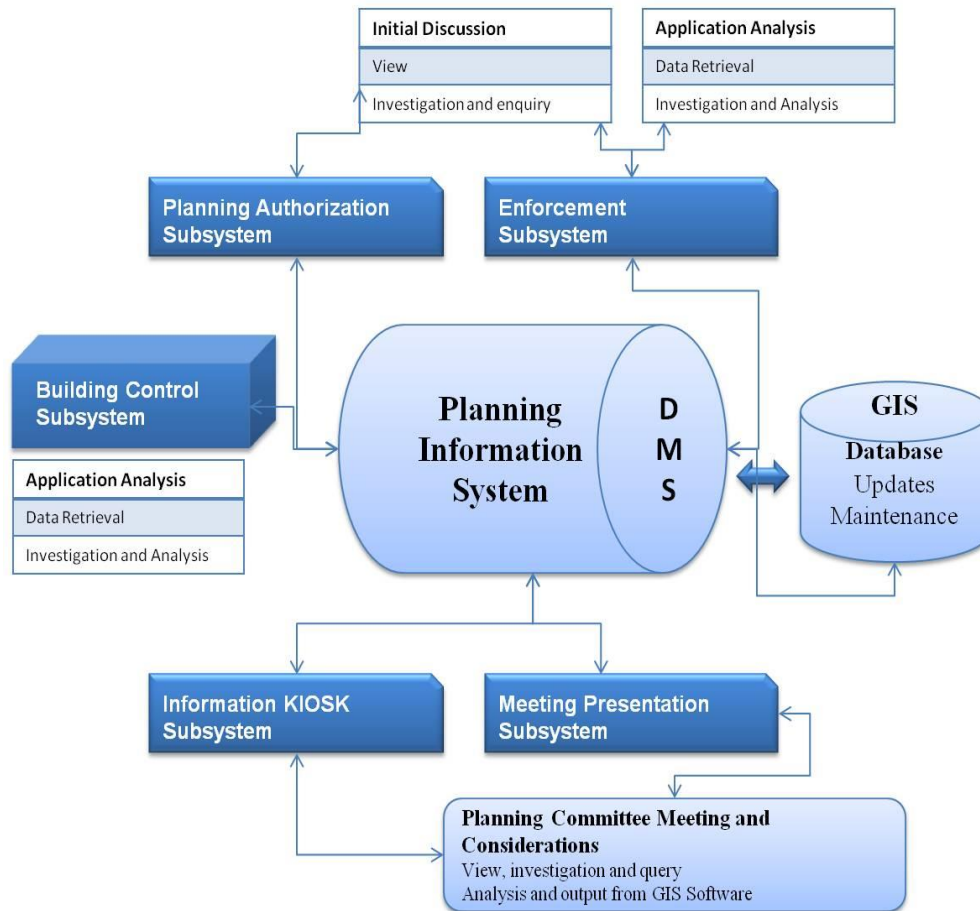 Initial Discussion
View
Investigation and enquiry
Application Analysis
Data Retrieval
Investigation and Analysis
Planning Authorization
Subsystem
Enforcement
Subsystem
Building Control
Subsystem
Application Analysis
Data Retrieval
Investigation and Analysis
Planning
Information
System
D
M
S
GIS
Database
Updates
Maintenance
Information KIOSK
Subsystem
Meeting Presentation
Subsystem
Planning Committee Meeting and
Considerations
View, investigation and query
Analysis and output from GIS Software